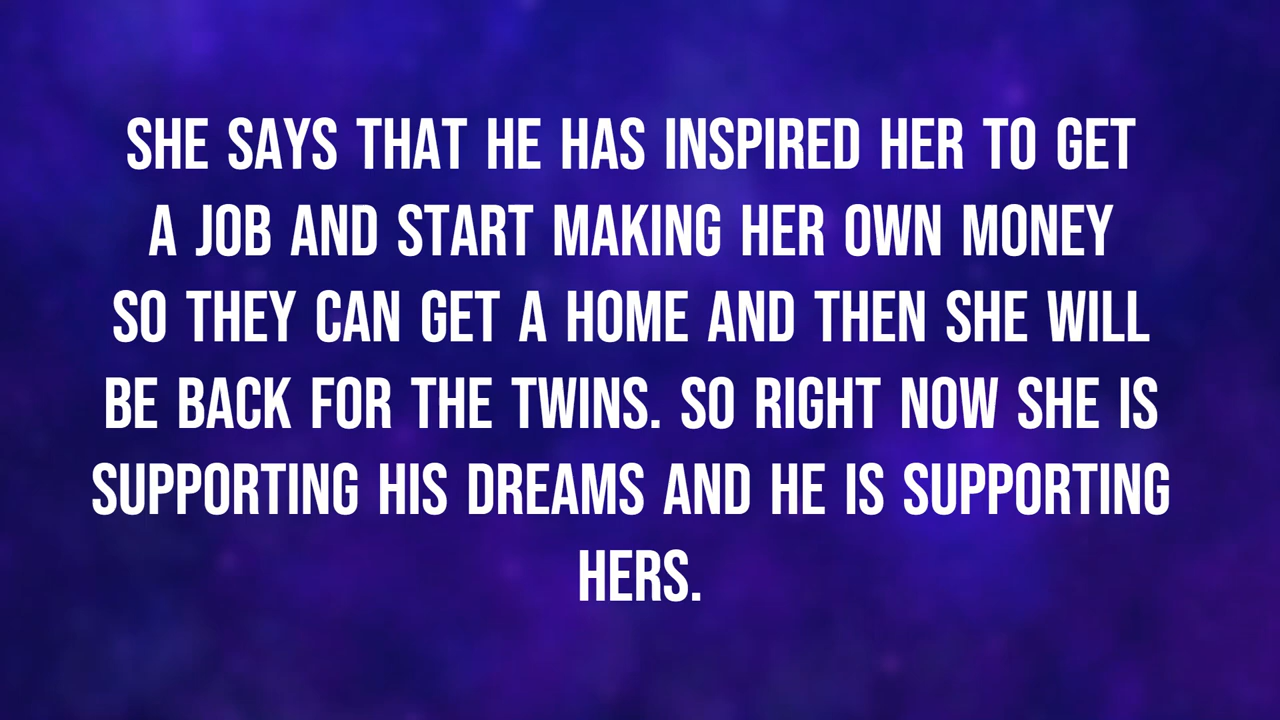 SHE SAYS THAT HE HAS INSPIRED HER TO GET
A JOB AND START MAKING HER OWN MONEY
SO THEY CAN GET A HOME AND THEN SHE WILL
BE BACK FOR THE TWINS. SO RIGHT NOW SHE IS
SUPPORTING HIS DREAMS AND HE IS SUPPORTING
HERS.